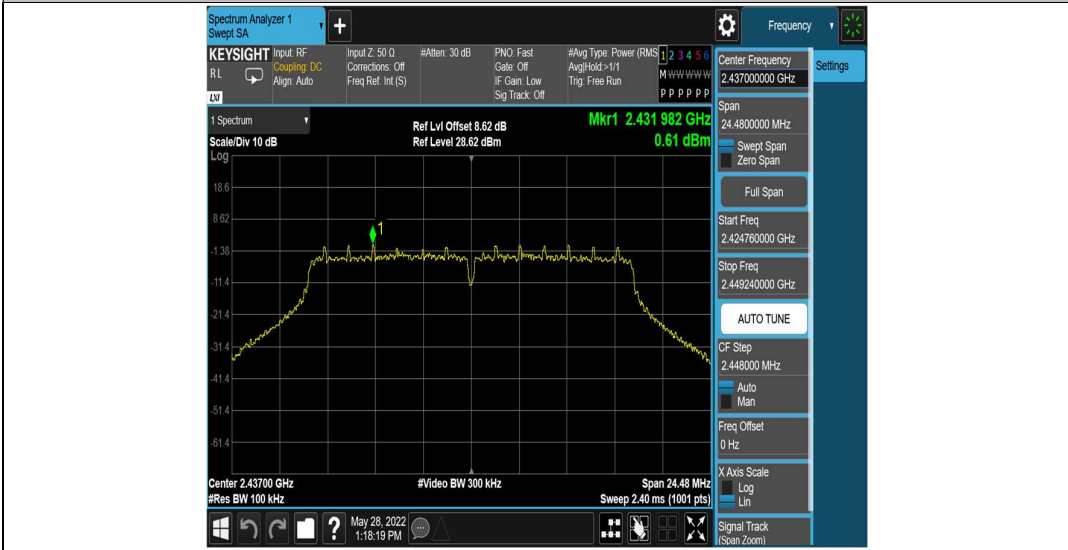 Spectrum Analyzer 1
Swept SA
+
Frequency
KEYSIGHT
RL
LXI
Input: RF
Coupling: DC
Align: Auto
Input Z: 50 Ω
Corrections: Off
Freq Ref: Int (S)
#Atten: 30 dB
PNO: Fast
Gate: Off
IF Gain: Low
Sig Track: Off
#Avg Type: Power (RMS
Avg|Hold:>1/1
Trig: Free Run
1 2 3 4 5 6
M W W W W W
P P P P P P
1 Spectrum
Scale/Div 10 dB
Ref Lvl Offset 8.62 dB
Ref Level 28.62 dBm
Mkr1 2.431 982 GHz
0.61 dBm
Log
18.6
8.62
-1.38
-11.4
-21.4
-31.4
-41.4
-51.4
-61.4
1
Center 2.43700 GHz
#Res BW 100 kHz
#Video BW 300 kHz
Span 24.48 MHz
Sweep 2.40 ms (1001 pts)
?
May 28, 2022
1:18:19 PM
Center Frequency
2.437000000 GHz
Span
24.4800000 MHz
Swept Span
Zero Span
Full Span
Start Freq
2.424760000 GHz
Stop Freq
2.449240000 GHz
AUTO TUNE
CF Step
2.448000 MHz
Auto
Man
Freq Offset
0 Hz
X Axis Scale
Log
Lin
Signal Track
(Span Zoom)
Settings